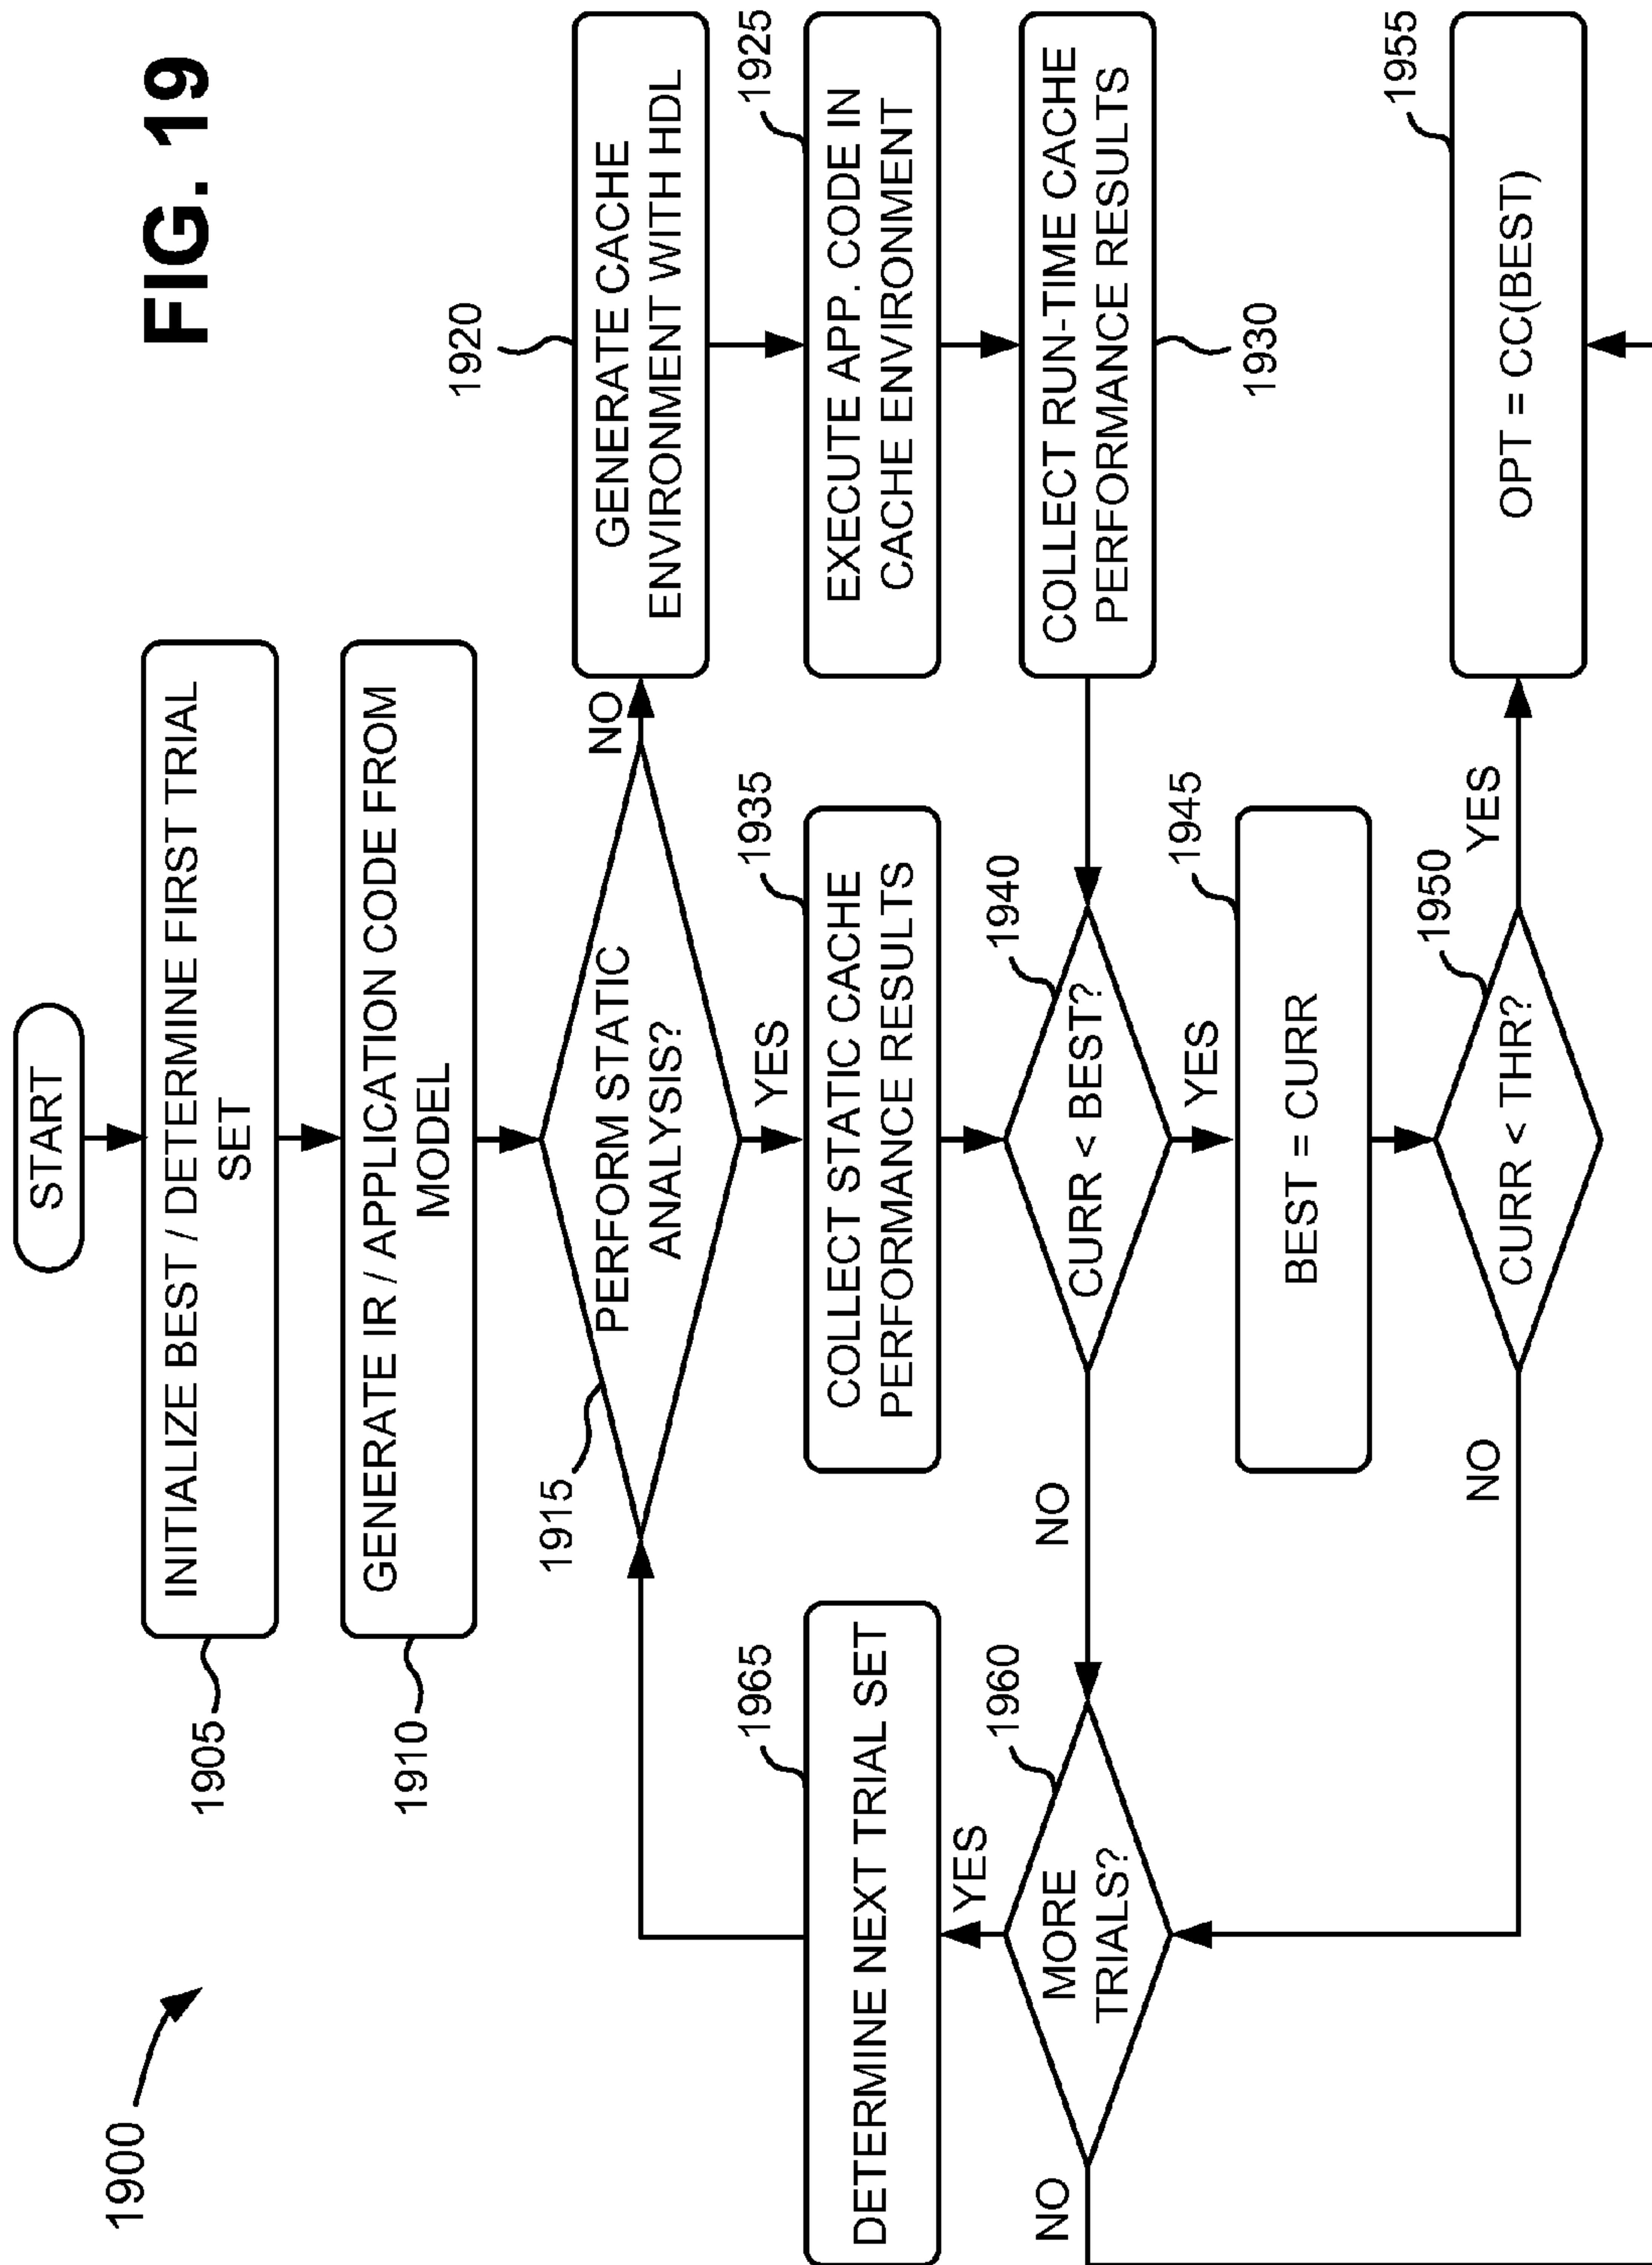 FIG. 19
1900
START
1905
INITIALIZE BEST / DETERMINE FIRST TRIAL
SET
1910
GENERATE IR / APPLICATION CODE FROM
MODEL
1915
PERFORM STATIC
ANALYSIS?
NO
YES
1920
GENERATE CACHE
ENVIRONMENT WITH HDL
1925
EXECUTE APP. CODE IN
CACHE ENVIRONMENT
COLLECT RUN-TIME CACHE
PERFORMANCE RESULTS
1930
1935
COLLECT STATIC CACHE
PERFORMANCE RESULTS
1965
DETERMINE NEXT TRIAL SET
YES
1960
MORE
TRIALS?
NO
NO
1940
CURR < BEST?
YES
1945
BEST = CURR
1950
CURR < THR?
NO
YES
1955
OPT = CC(BEST)